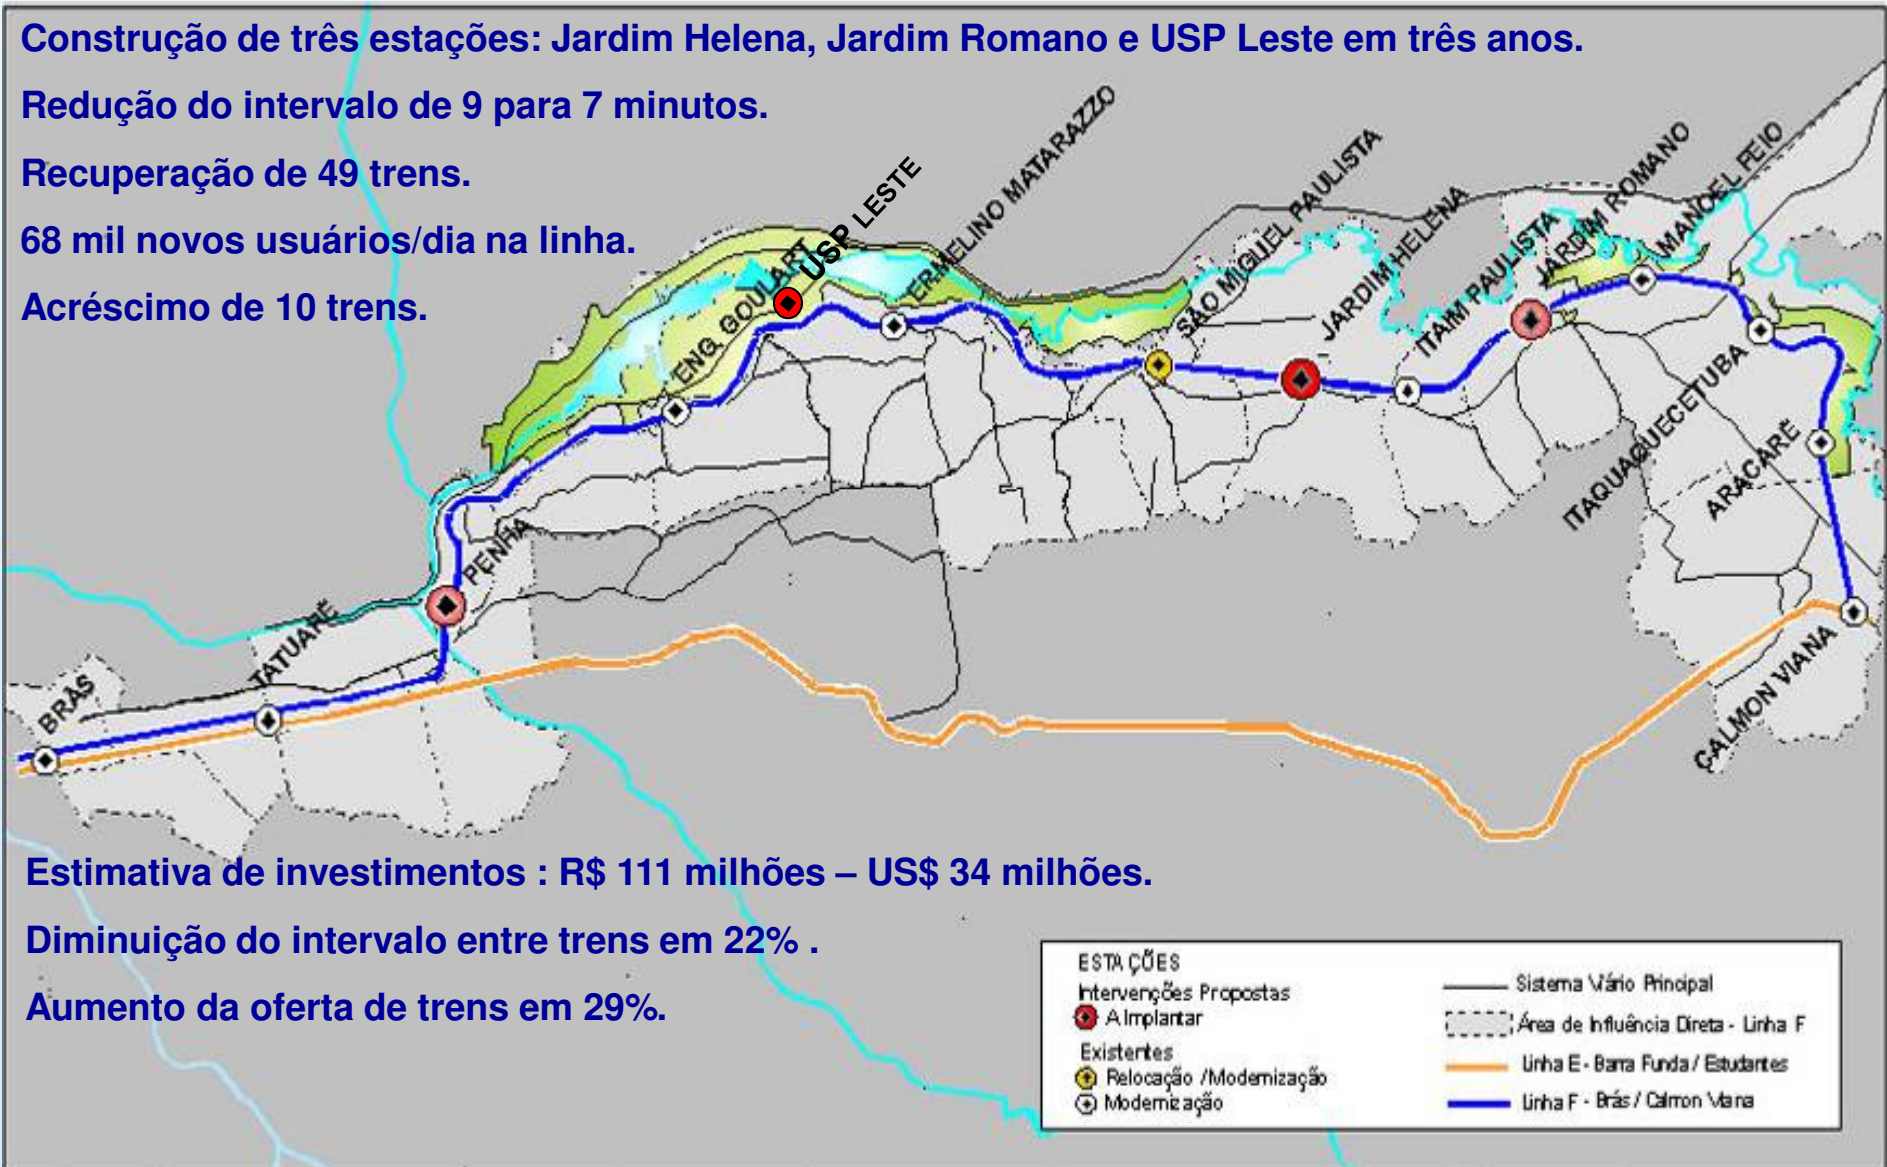 Construção de três estações: Jardim Helena, Jardim Romano e USP Leste em três anos.
Redução do intervalo de 9 para 7 minutos.
Recuperação de 49 trens.
68 mil novos usuários/dia na linha.
Acréscimo de 10 trens.
BRÁS
TATUAPÉ
PENHA
ENG. GOULART
USP LESTE
ERMELINO MATARAZZO
SÃO MIGUEL PAULISTA
JARDIM HELENA
ITAIM PAULISTA
JARDIM ROMANO
MANOEL FEIO
ITAQUAQUECETUBA
ARACARÉ
CALMON VIANA
Estimativa de investimentos : R$ 111 milhões – US$ 34 milhões.
Diminuição do intervalo entre trens em 22% .
Aumento da oferta de trens em 29%.
ESTAÇÕES
Intervenções Propostas
A Implantar
Existentes
Relocação /Modernização
Modernização
Sistema Viário Principal
Área de Influência Direta - Linha F
Linha E - Barra Funda / Estudantes
Linha F - Brás / Calmon Viana